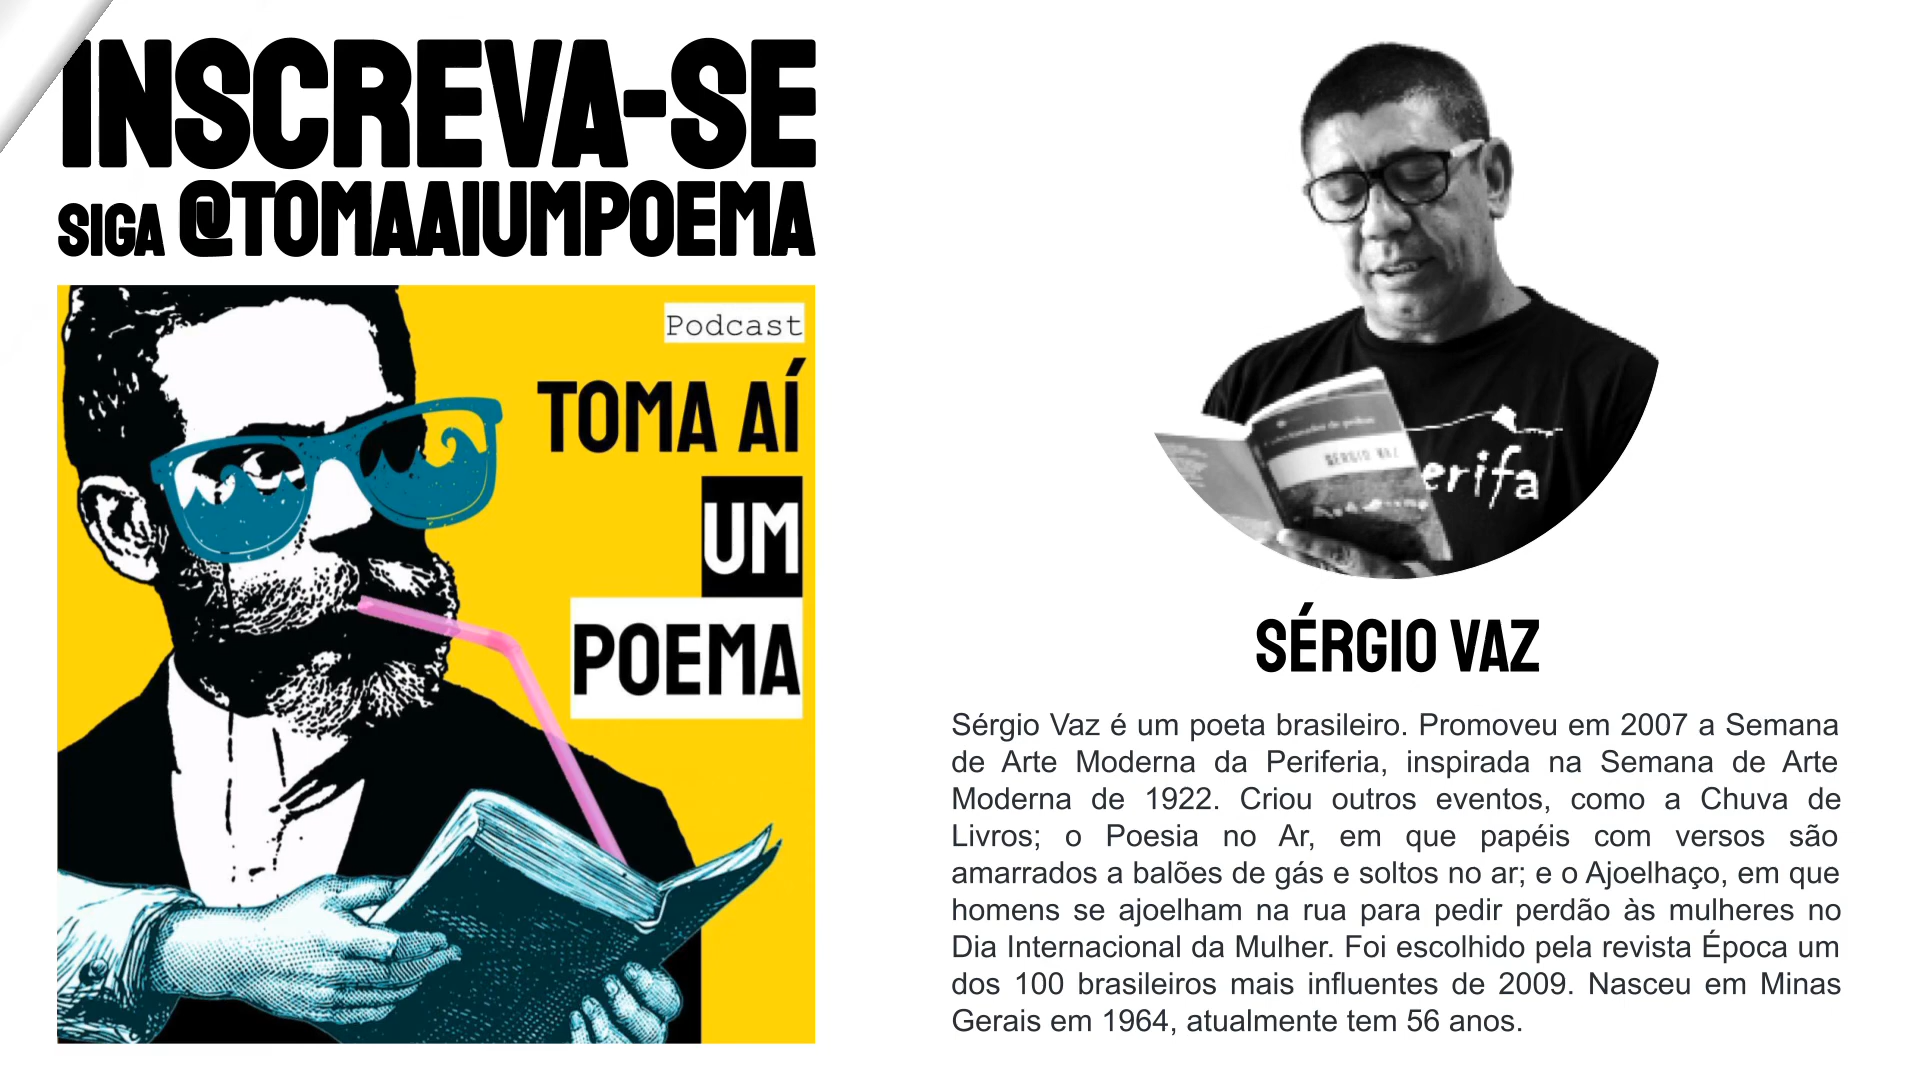 INSCREVA-SE
SIGA @TOMAAIUMPOEMA
Podcast
TOMA AÍ
UM
POEMA
SÉRGIO VAZ
erifa
SÉRGIO VAZ
Sérgio Vaz é um poeta brasileiro. Promoveu em 2007 a Semana
de Arte Moderna da Periferia, inspirada na Semana de Arte
Moderna de 1922. Criou outros eventos, como a Chuva de
Livros; o Poesia no Ar, em que papéis com versos são
amarrados a balões de gás e soltos no ar; e o Ajoelhaço, em que
homens se ajoelham na rua para pedir perdão às mulheres no
Dia Internacional da Mulher. Foi escolhido pela revista Época um
dos 100 brasileiros mais influentes de 2009. Nasceu em Minas
Gerais em 1964, atualmente tem 56 anos.